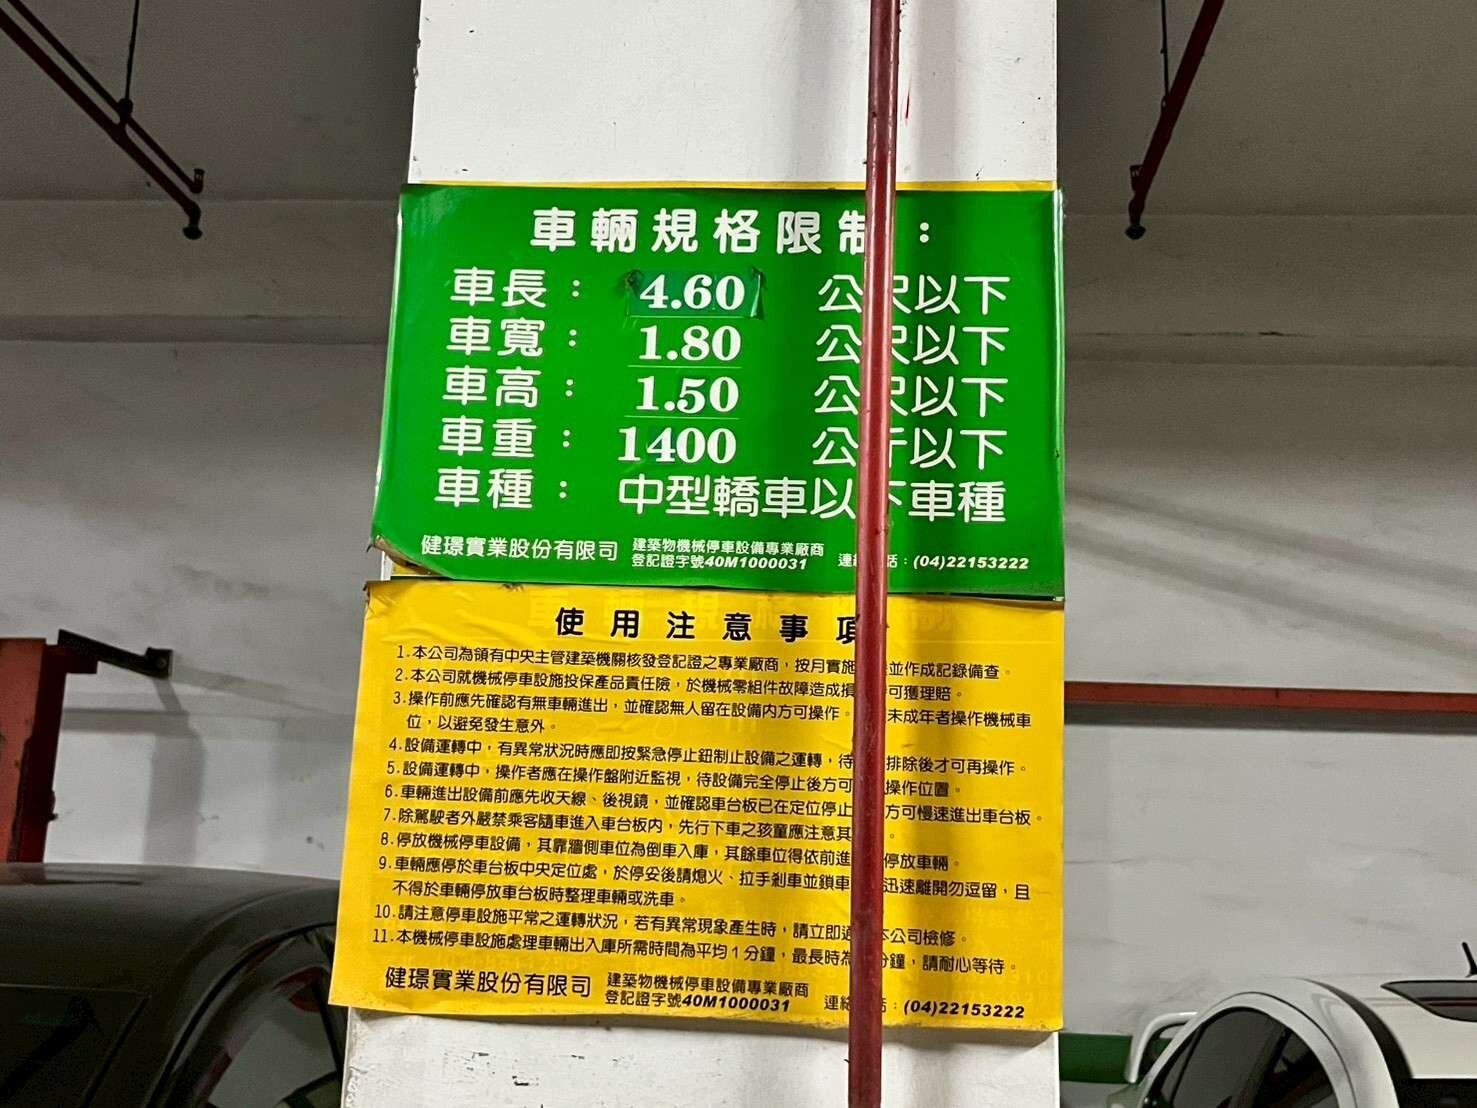 車輛規格限制：
車長： 4.60 公尺以下
車寬： 1.80 公尺以下
車高： 1.50 公尺以下
車重： 1400 公斤以下
車種： 中型轎車以下車種
健璟實業股份有限司 建築物機械停車設備專業廠商
登記證字號40M1000031 連絡 話：(04)22153222
使用注意事項
1.本公司為領有中央主管建築機關核發登記證之專業廠商，按月實施 並作成記錄備查。
2.本公司就機械停車設施投保產品責任險，於機械零組件故障造成損 可獲理賠。
3.操作前應先確認有無車輛進出，並確認無人留在設備内方可操作。 未成年者操作機械車
位，以避免發生意外。
4.設備運轉中，有異常狀況時應即按緊急停止鈕制止設備之運轉，待 排除後才可再操作。
5.設備運轉中，操作者應在操作盤附近監視，待設備完全停止後方可 操作位置。
6.車輛進出設備前應先收天線、後視鏡，並確認車台板已在定位停止 方可慢速進出車台板。
7.除駕駛者外嚴禁乘客隨車進入車台板内，先行下車之孩童應注意其 。
8.停放機械停車設備，其靠牆側車位為倒車入庫，其餘車位得依前進 停放車輛。
9.車輛應停於車台板中央定位處，於停妥後請熄火、拉手剎車並鎖車 迅速離開勿逗留，且
不得於車輛停放車台板時整理車輛或洗車。
10.請注意停車設施平常之運轉狀況，若有異常現象產生時，請立即通 本公司檢修。
11.本機械停車設施處理車輛出入庫所需時間為平均1分鐘，最長時為 分鐘，請耐心等待。
健璟實業股份有限司 建築物機械停車設備專業廠商
登記證字號40M1000031 連絡 話：(04)22153222